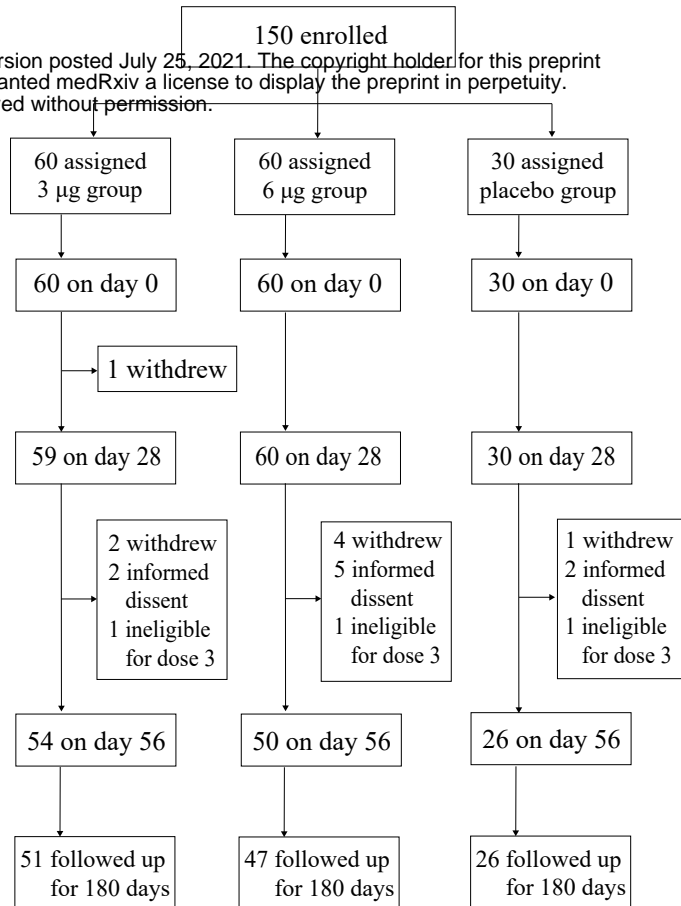 150 enrolled
rsion posted July 25, 2021. The copyright holder for this preprint
anted medRxiv a license to display the preprint in perpetuity.
ved without permission.
60 assigned
3 μg group
60 assigned
6 μg group
30 assigned
placebo group
60 on day 0
60 on day 0
30 on day 0
1 withdrew
59 on day 28
60 on day 28
30 on day 28
2 withdrew
2 informed
dissent
1 ineligible
for dose 3
4 withdrew
5 informed
dissent
1 ineligible
for dose 3
1 withdrew
2 informed
dissent
1 ineligible
for dose 3
54 on day 56
50 on day 56
26 on day 56
51 followed up
for 180 days
47 followed up
for 180 days
26 followed up
for 180 days